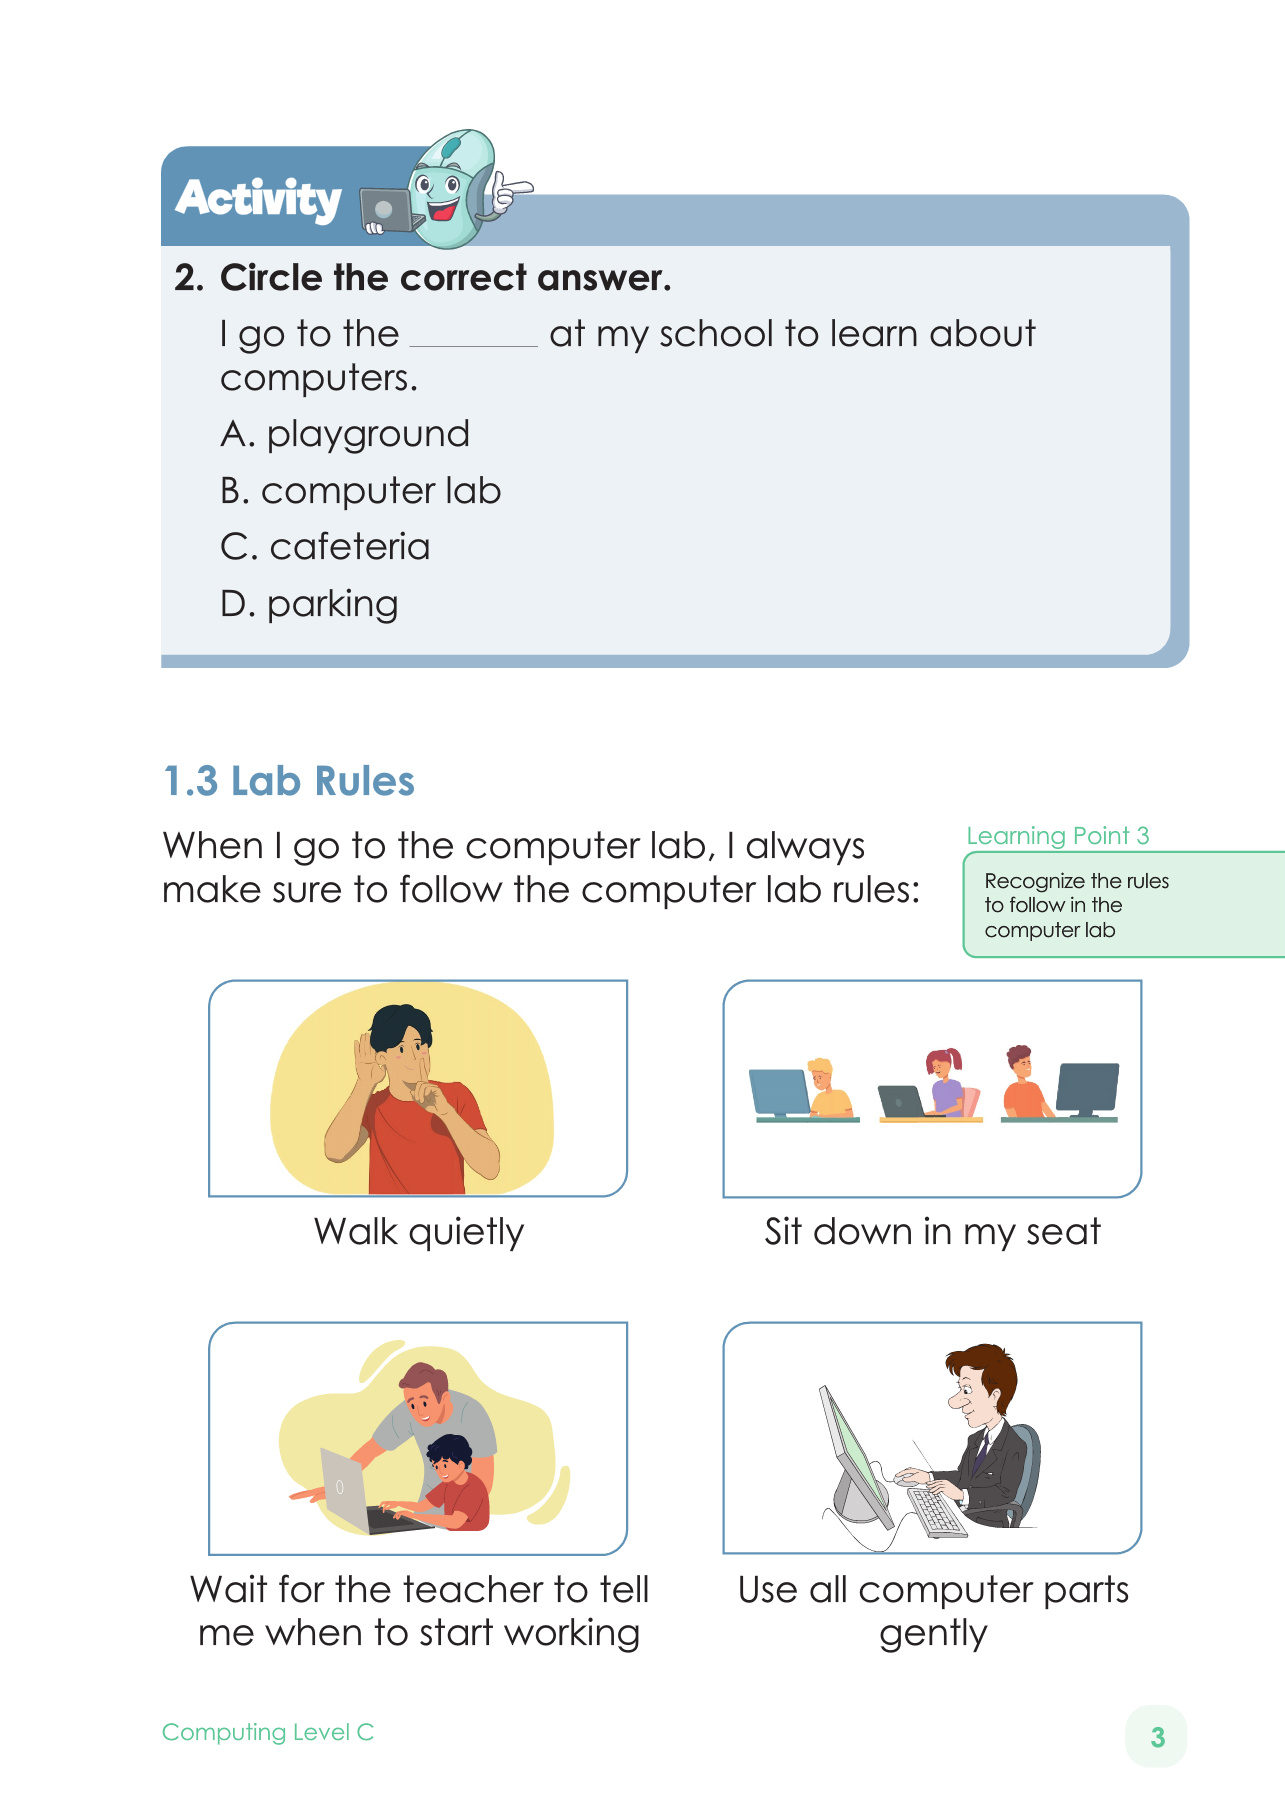 Activity
2. Circle the correct answer.
I go to the ________ at my school to learn about
computers.
A. playground
B. computer lab
C. cafeteria
D. parking
1.3 Lab Rules
When I go to the computer lab, I always
make sure to follow the computer lab rules:
Learning Point 3
Recognize the rules
to follow in the
computer lab
Walk quietly
Sit down in my seat
Wait for the teacher to tell
me when to start working
Use all computer parts
gently
Computing Level C
3